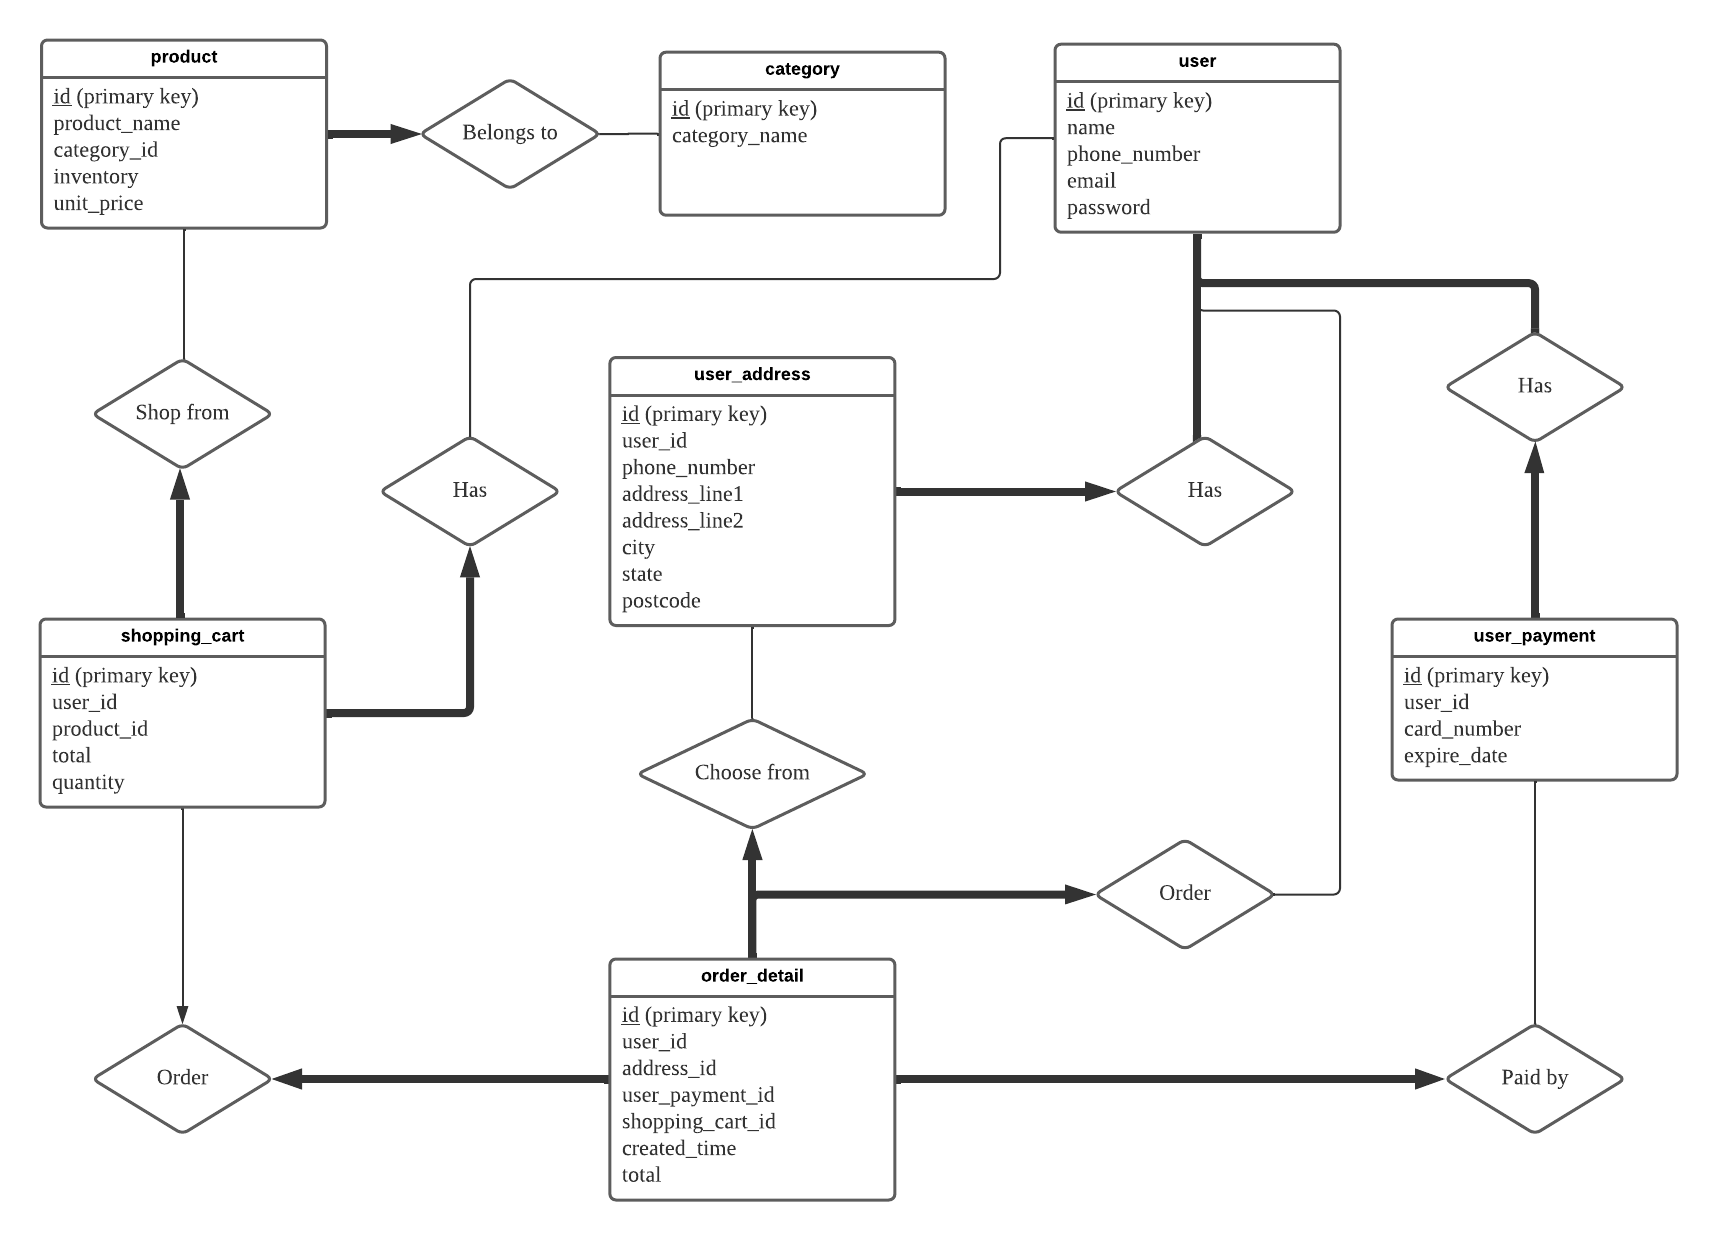 product
id (primary key)
product_name
category_id
inventory
unit_price
Belongs to
category
id (primary key)
category_name
user
id (primary key)
name
phone_number
email
password
Shop from
Has
user_address
id (primary key)
user_id
phone_number
address_line1
address_line2
city
state
postcode
Has
Has
shopping_cart
id (primary key)
user_id
product_id
total
quantity
Choose from
user_payment
id (primary key)
user_id
card_number
expire_date
Order
Order
order_detail
id (primary key)
user_id
address_id
user_payment_id
shopping_cart_id
created_time
total
Paid by